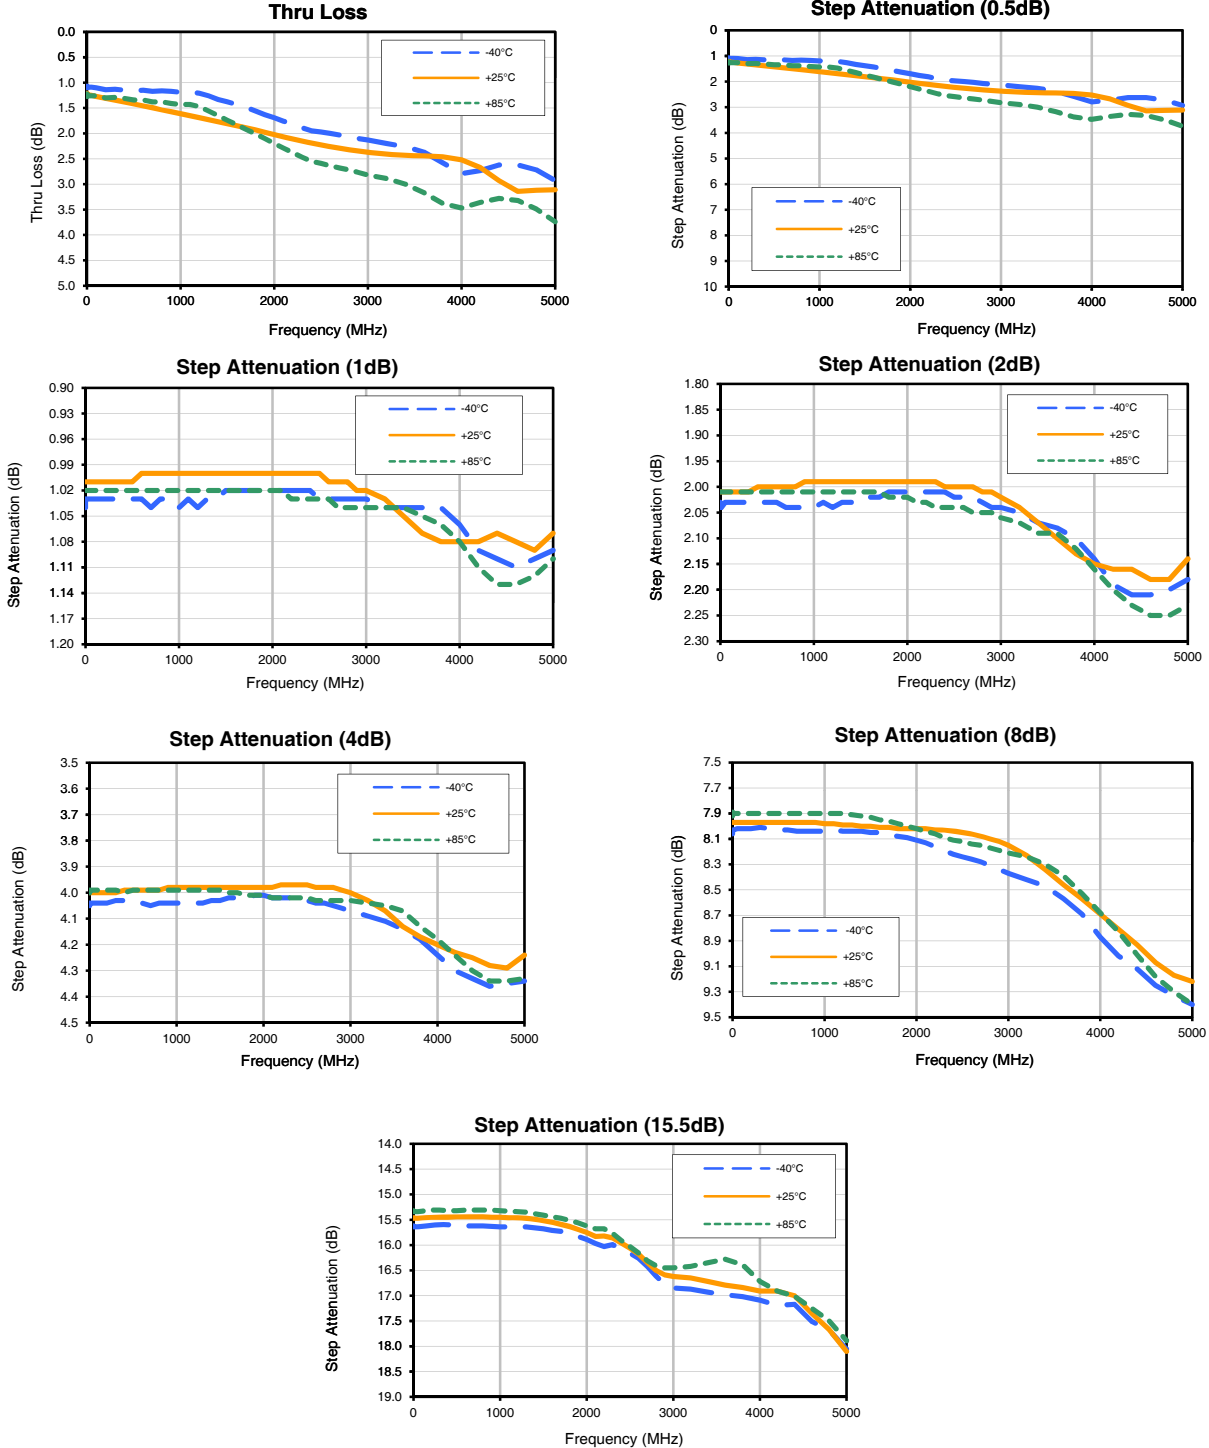 Thru Loss
0.0
0.5
1.0
1.5
2.0
2.5
3.0
3.5
4.0
4.5
5.0
Thru Loss (dB)
-40°C
+25°C
+85°C
0 1000 2000 3000 4000 5000
Frequency (MHz)
Step Attenuation (0.5dB)
0
1
2
3
4
5
6
7
8
9
10
Step Attenuation (dB)
-40°C
+25°C
+85°C
0 1000 2000 3000 4000 5000
Frequency (MHz)
Step Attenuation (1dB)
0.90
0.93
0.96
0.99
1.02
1.05
1.08
1.11
1.14
1.17
1.20
Step Attenuation (dB)
-40°C
+25°C
+85°C
0 1000 2000 3000 4000 5000
Frequency (MHz)
Step Attenuation (2dB)
1.80
1.85
1.90
1.95
2.00
2.05
2.10
2.15
2.20
2.25
2.30
Step Attenuation (dB)
-40°C
+25°C
+85°C
0 1000 2000 3000 4000 5000
Frequency (MHz)
Step Attenuation (4dB)
3.5
3.6
3.7
3.8
3.9
4.0
4.1
4.2
4.3
4.4
4.5
Step Attenuation (dB)
-40°C
+25°C
+85°C
0 1000 2000 3000 4000 5000
Frequency (MHz)
Step Attenuation (8dB)
7.5
7.7
7.9
8.1
8.3
8.5
8.7
8.9
9.1
9.3
9.5
Step Attenuation (dB)
-40°C
+25°C
+85°C
0 1000 2000 3000 4000 5000
Frequency (MHz)
Step Attenuation (15.5dB)
14.0
14.5
15.0
15.5
16.0
16.5
17.0
17.5
18.0
18.5
19.0
Step Attenuation (dB)
-40°C
+25°C
+85°C
0 1000 2000 3000 4000 5000
Frequency (MHz)